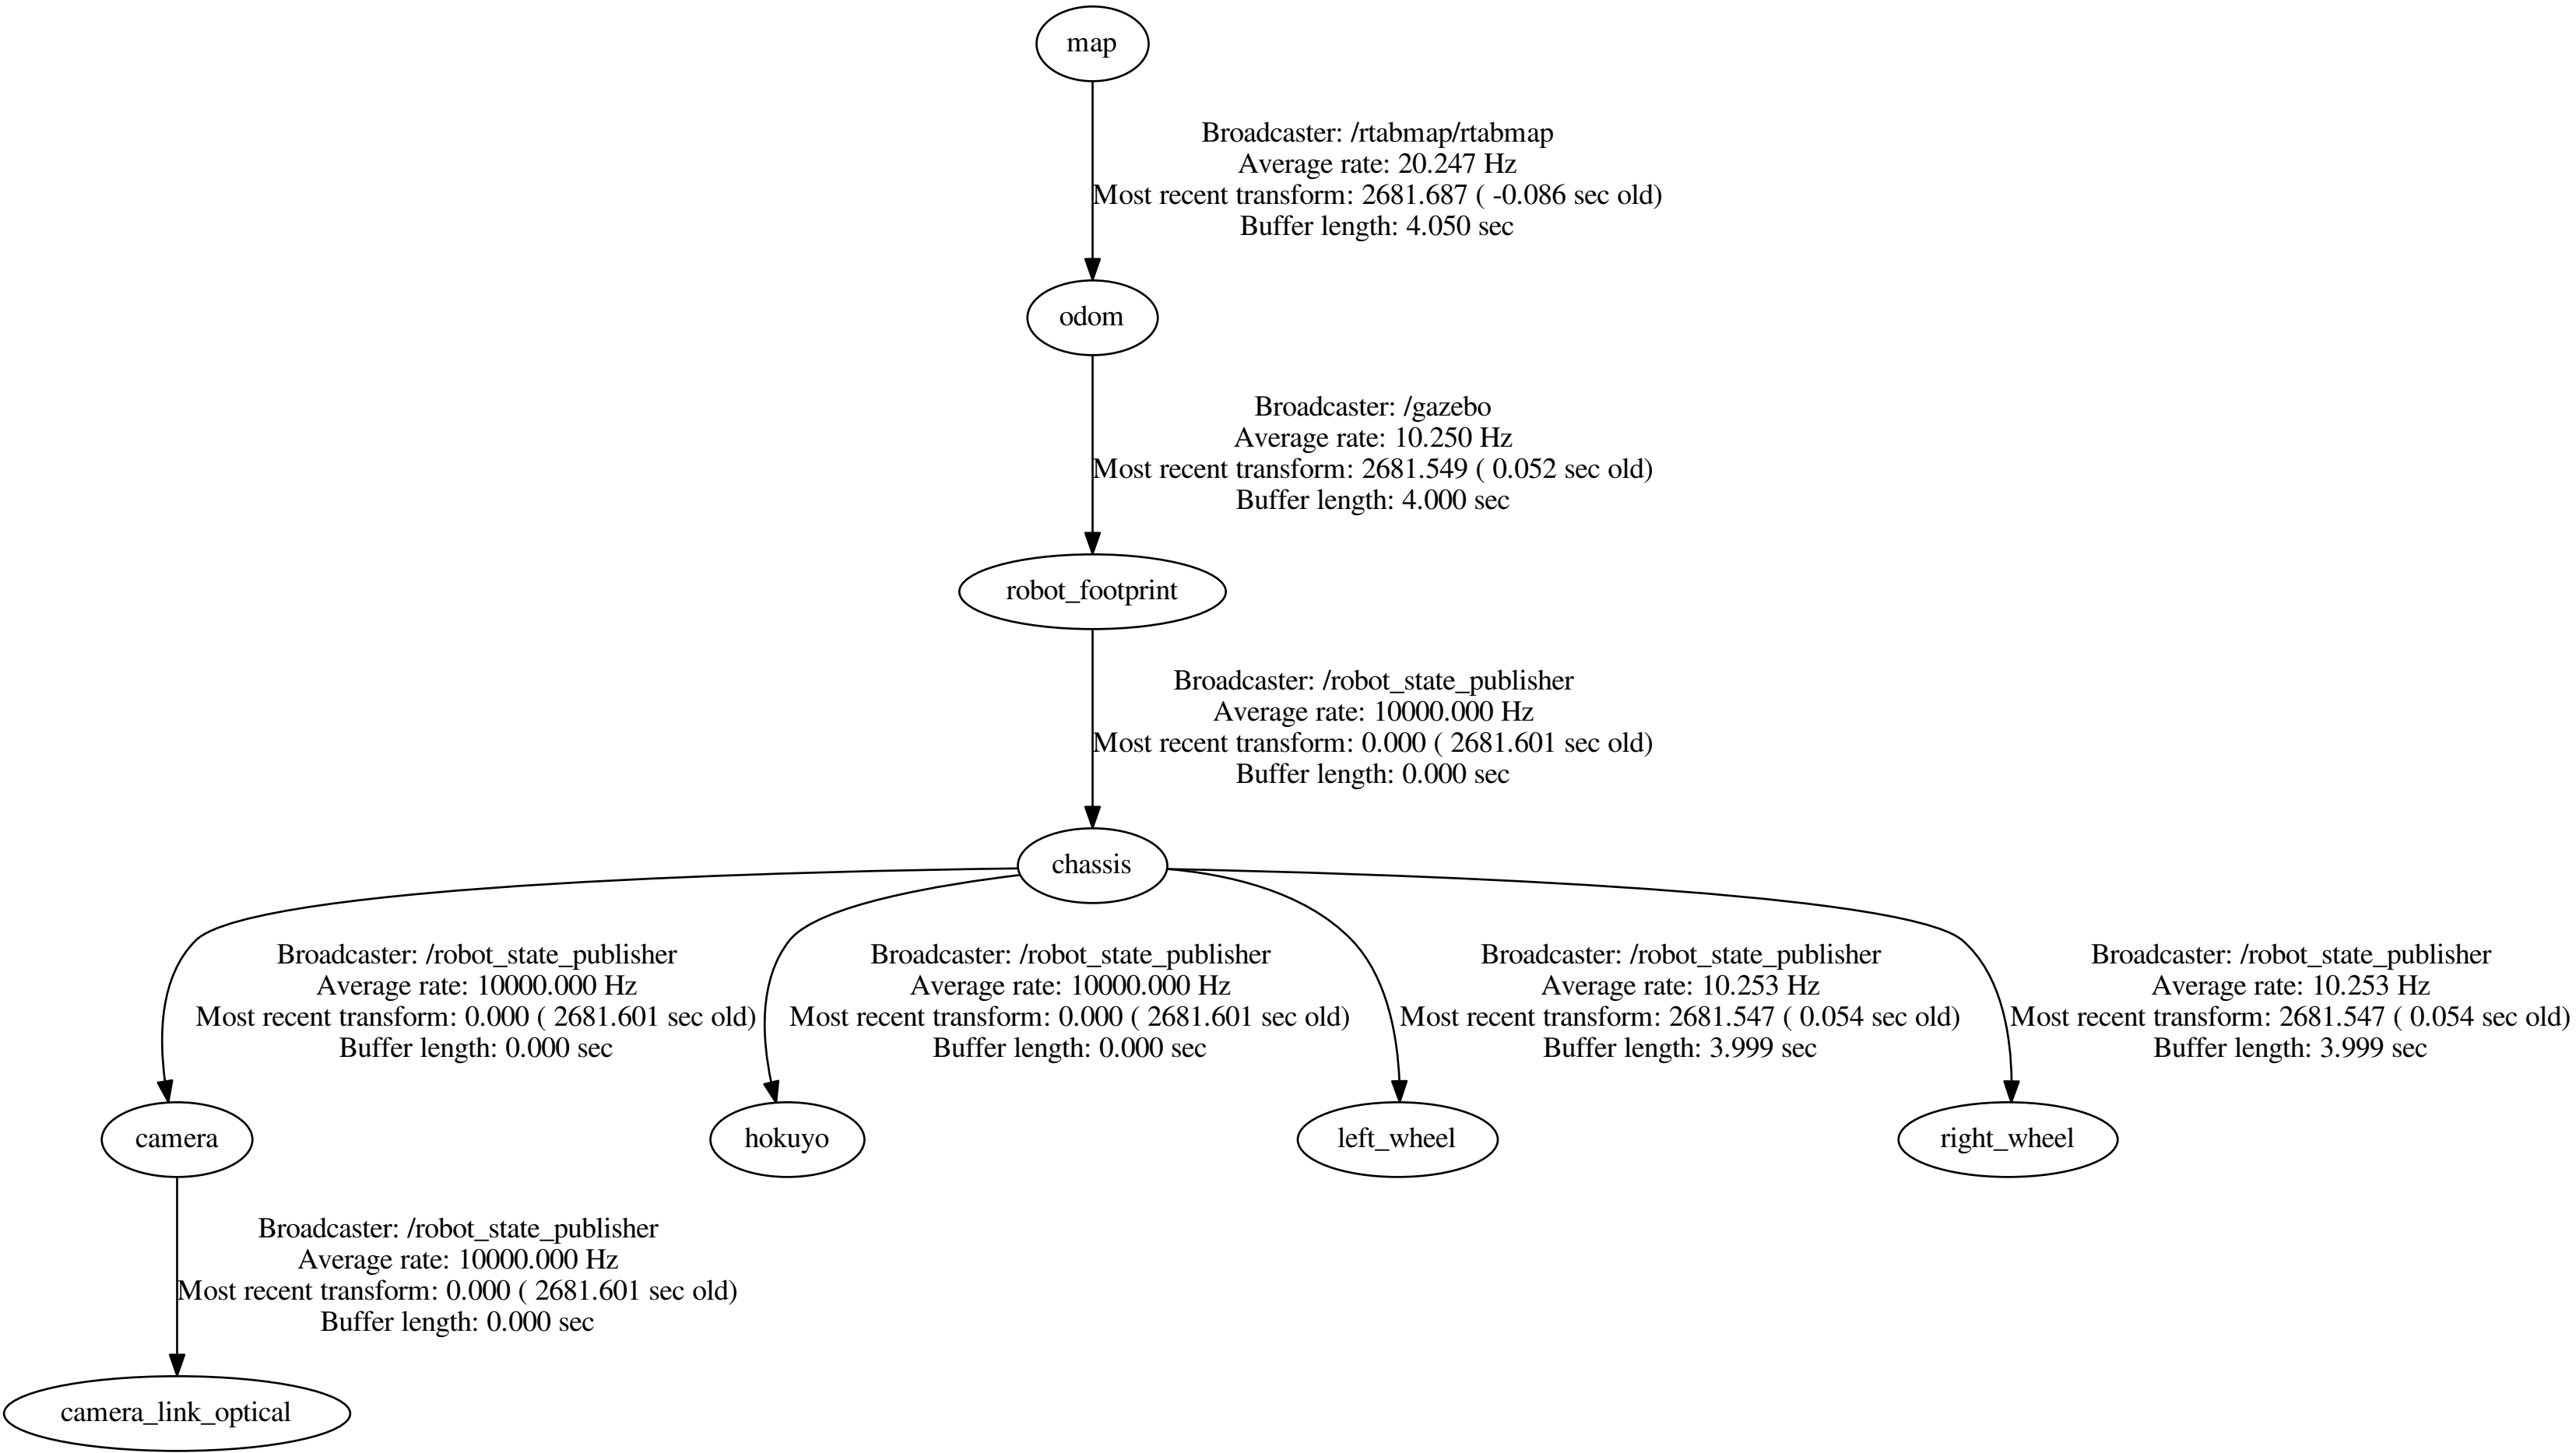 map
Broadcaster: /rtabmap/rtabmap
Average rate: 20.247 Hz
Most recent transform: 2681.687 ( -0.086 sec old)
Buffer length: 4.050 sec
odom
Broadcaster: /gazebo
Average rate: 10.250 Hz
Most recent transform: 2681.549 ( 0.052 sec old)
Buffer length: 4.000 sec
robot_footprint
Broadcaster: /robot_state_publisher
Average rate: 10000.000 Hz
Most recent transform: 0.000 ( 2681.601 sec old)
Buffer length: 0.000 sec
chassis
Broadcaster: /robot_state_publisher
Average rate: 10000.000 Hz
Most recent transform: 0.000 ( 2681.601 sec old)
Buffer length: 0.000 sec
Broadcaster: /robot_state_publisher
Average rate: 10000.000 Hz
Most recent transform: 0.000 ( 2681.601 sec old)
Buffer length: 0.000 sec
Broadcaster: /robot_state_publisher
Average rate: 10.253 Hz
Most recent transform: 2681.547 ( 0.054 sec old)
Buffer length: 3.999 sec
Broadcaster: /robot_state_publisher
Average rate: 10.253 Hz
Most recent transform: 2681.547 ( 0.054 sec old)
Buffer length: 3.999 sec
camera
hokuyo
left_wheel
right_wheel
Broadcaster: /robot_state_publisher
Average rate: 10000.000 Hz
Most recent transform: 0.000 ( 2681.601 sec old)
Buffer length: 0.000 sec
camera_link_optical